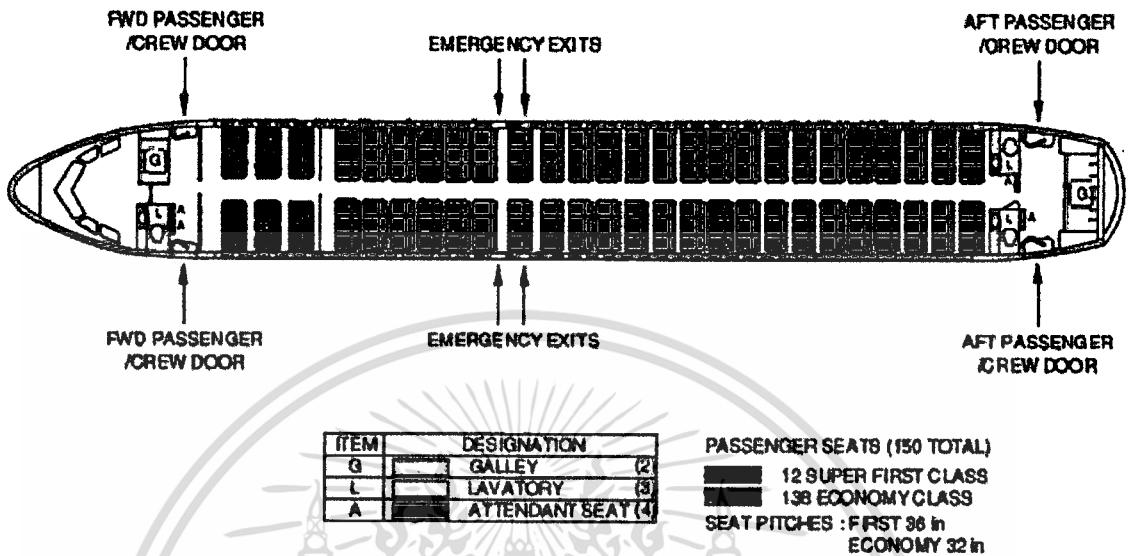 FWD PASSENGER
/CREW DOOR
EMERGENCY EXITS
AFT PASSENGER
/CREW DOOR
G
L
A
A
L
A
L
A
G
FWD PASSENGER
/CREW DOOR
EMERGENCY EXITS
AFT PASSENGER
/CREW DOOR
ITEM DESIGNATION
G GALLEY (2)
L LAVATORY (3)
A ATTENDANT SEAT (4)
PASSENGER SEATS (150 TOTAL)
12 SUPER FIRST CLASS
138 ECONOMY CLASS
SEAT PITCHES : FIRST 36 in
ECONOMY 32 in